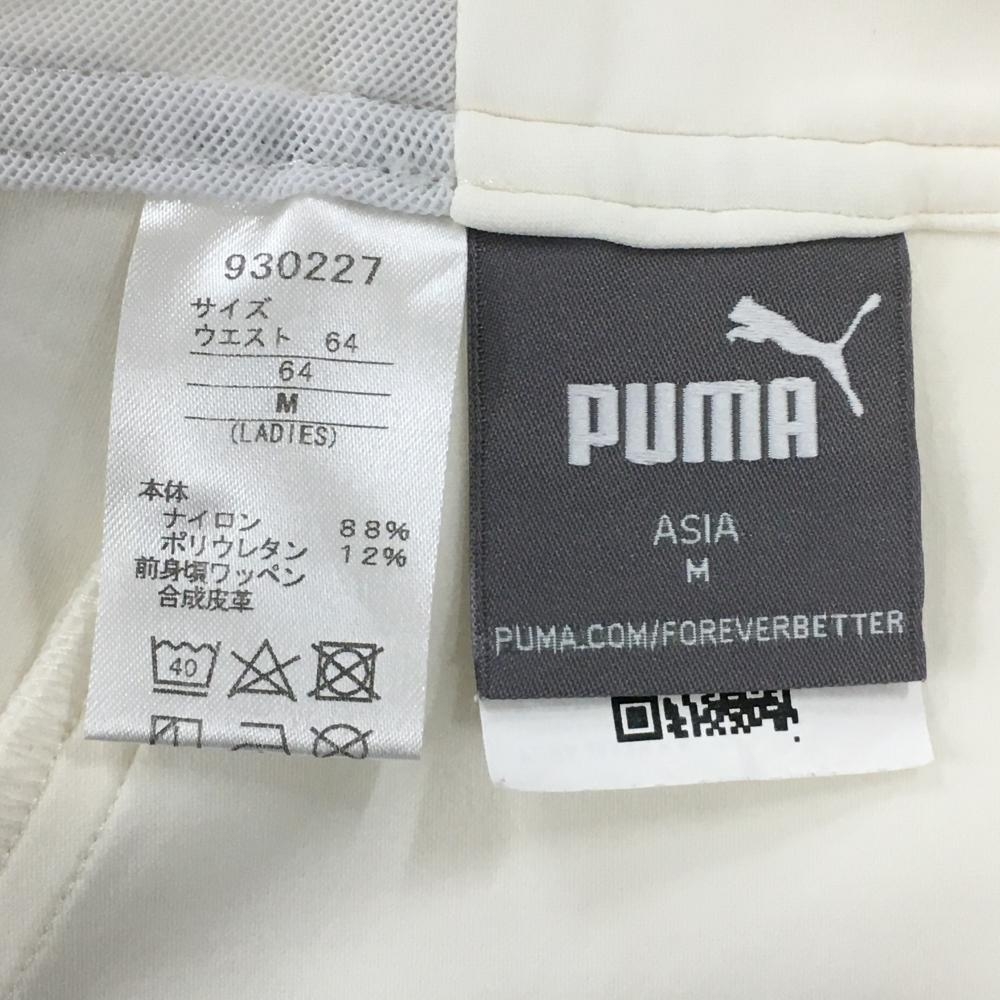 930227
サイズ
ウエスト 64
64
M
(LADIES)
本体
ナイロン 88%
ポリウレタン 12%
前身頃ワッペン
合成皮革
40
PUMA
ASIA
M
PUMA.COM/FOREVERBETTER